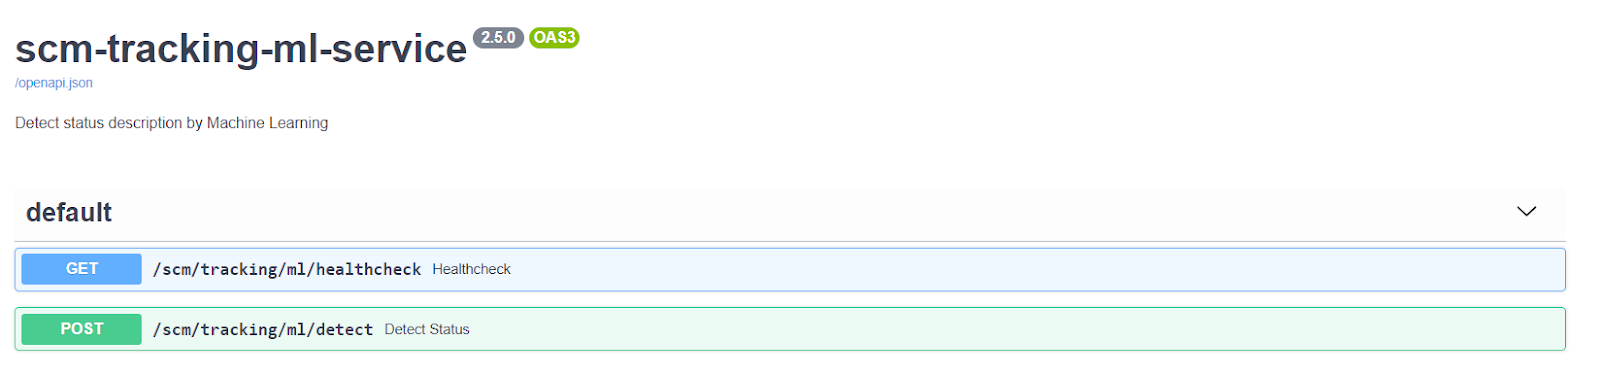 scm-tracking-ml-service 2.5.0 OAS3
/openapi.json
Detect status description by Machine Learning
default
GET /scm/tracking/ml/healthcheck Healthcheck
POST /scm/tracking/ml/detect Detect Status